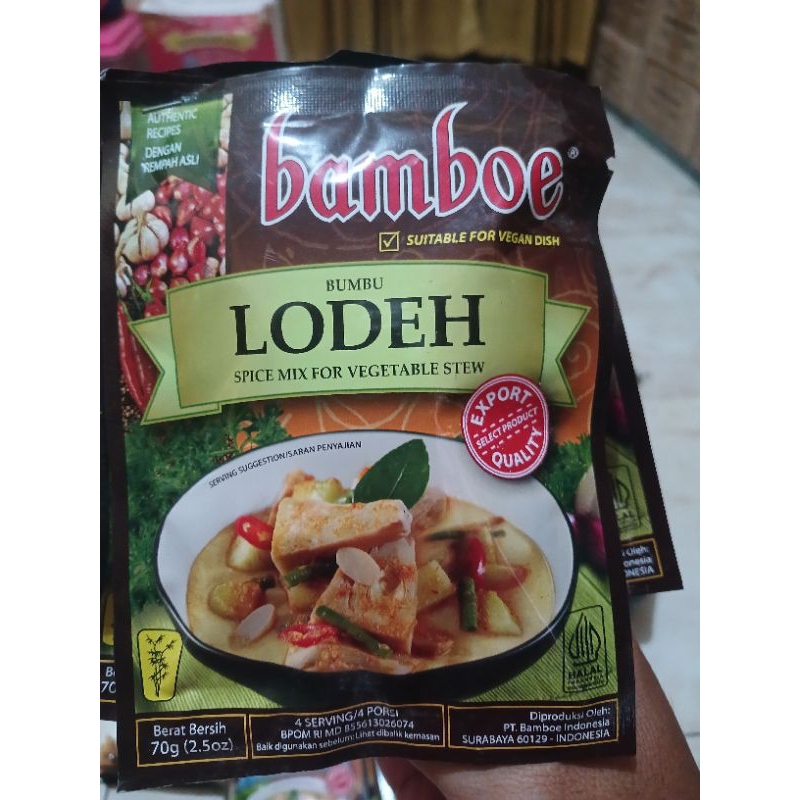 AUTHENTIC
RECIPES
DENGAN
REMPAH ASLI
bamboe®
SUITABLE FOR VEGAN DISH
BUMBU
LODEH
SPICE MIX FOR VEGETABLE STEW
EXPORT
SELECT PRODUCT
QUALITY
SERVING SUGGESTION/SARAN PENYAJIAN
HALAL
Berat Bersih
70g (2.5oz)
4 SERVING/4 PORSI
BPOM RI MD 855613026074
Baik digunakan sebelum: Lihat dibalik kemasan
Diproduksi Oleh:
PT. Bamboe Indonesia
SURABAYA 60129 - INDONESIA
Oleh:
70